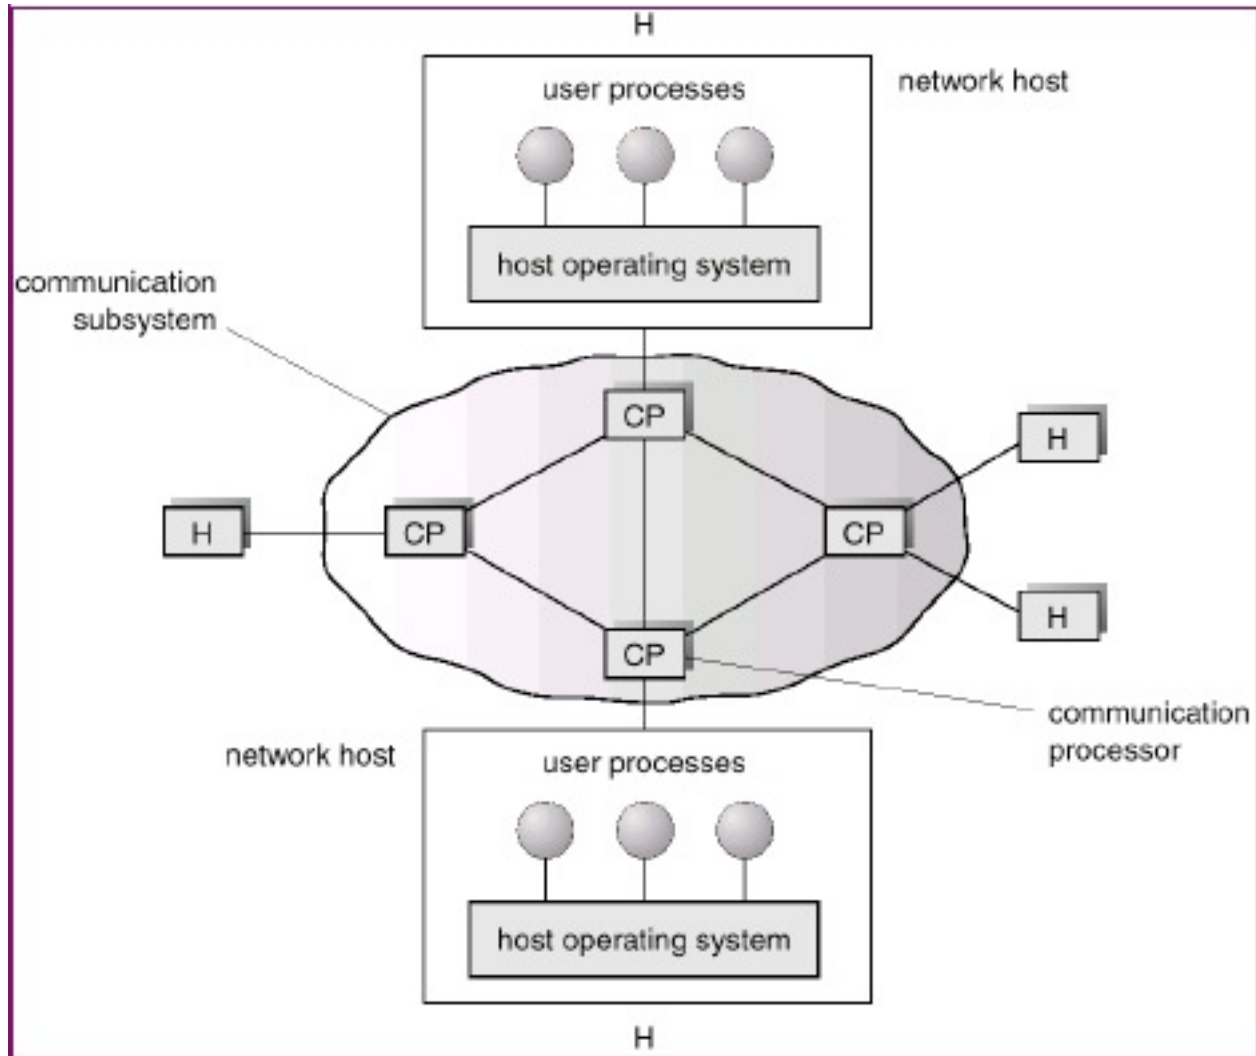 H
network host
user processes
host operating system
communication
subsystem
CP
H
H
CP
CP
H
CP
communication
processor
network host
user processes
host operating system
H